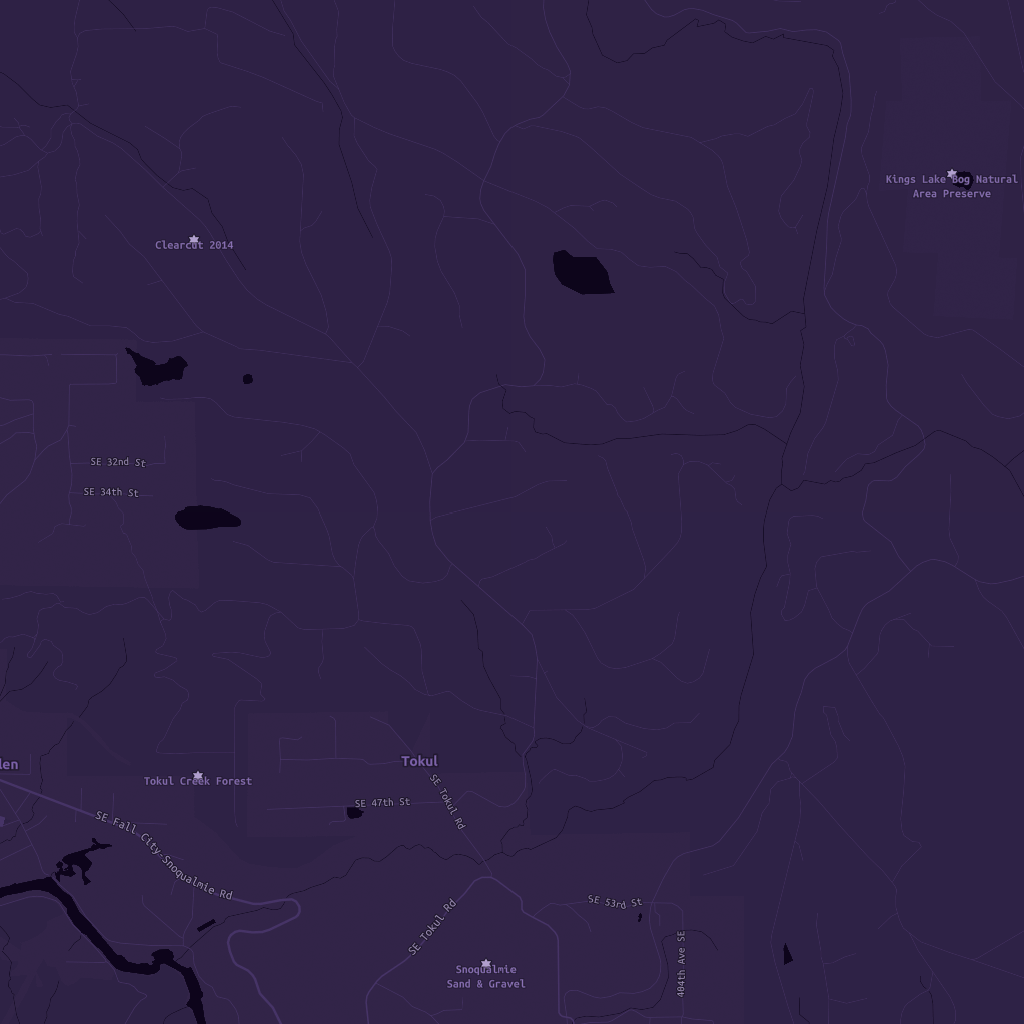 Kings Lake Bog Natural
Area Preserve
Clearcut 2014
SE 32nd St
SE 34th St
len
Tokul
Tokul Creek Forest
SE Tokul Rd
SE 47th St
SE Fall City-Snoqualmie Rd
SE 53rd St
SE Tokul Rd
404th Ave SE
Snoqualmie
Sand & Gravel